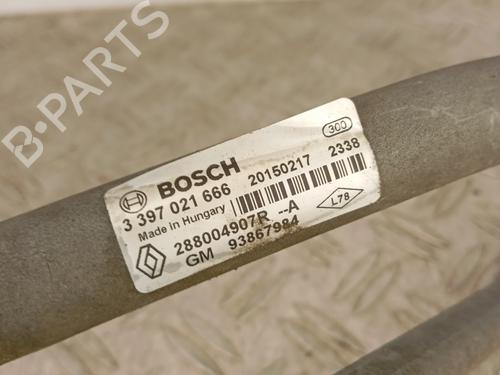 B-PARTS
300
BOSCH 20150217 2338
3 397 021 666
Made in Hungary
L78
288004907R --A
GM 93867984